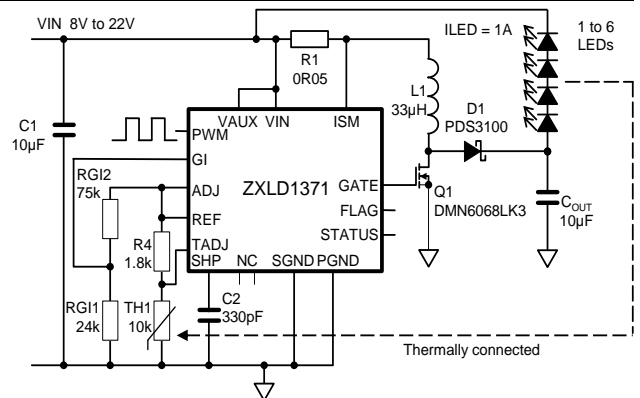 VIN 8V to 22V
ILED = 1A
1 to 6
LEDs
R1
0R05
L1
33µH
D1
PDS3100
C1
10µF
VAUX VIN ISM
PWM
GI
RGI2
75k
ADJ
ZXLD1371
GATE
Q1
DMN6068LK3
REF
FLAG
COUT
10µF
R4
1.8k
TADJ
STATUS
SHP NC SGND PGND
RGI1
24k
TH1
10k
C2
330pF
Thermally connected